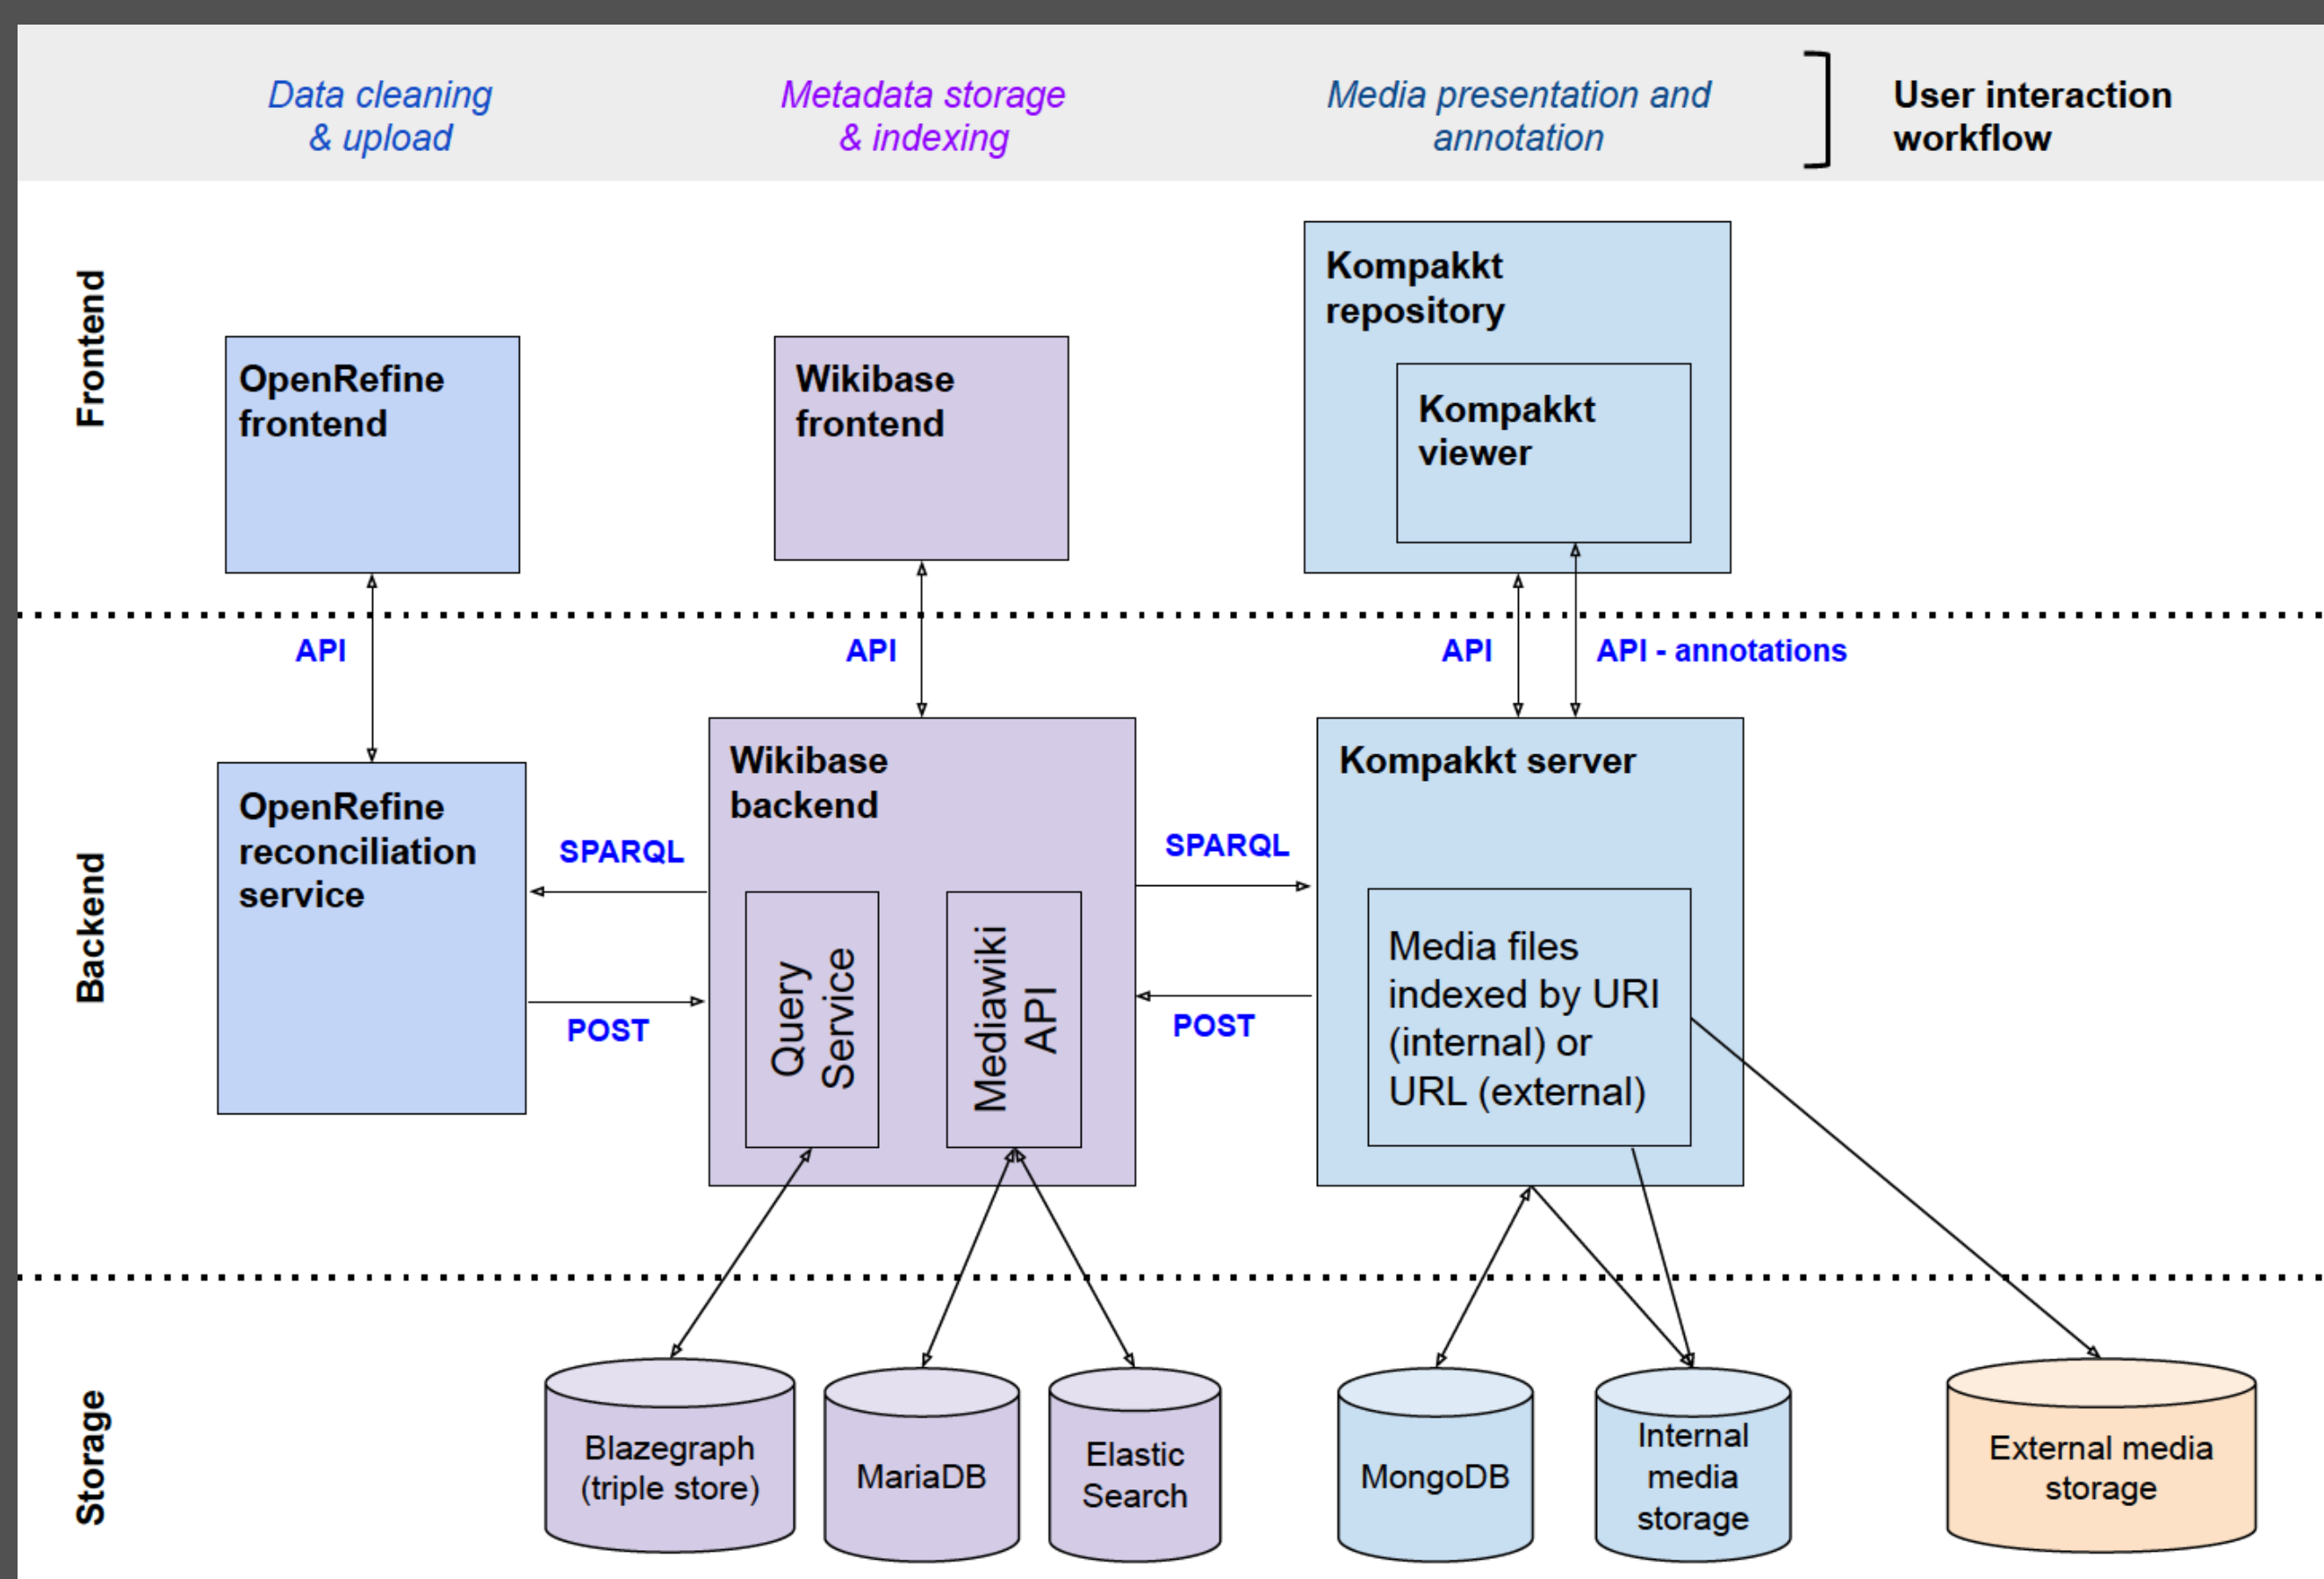 Data cleaning
& upload
Metadata storage
& indexing
Media presentation and
annotation
User interaction
workflow
Frontend
OpenRefine
frontend
Wikibase
frontend
Kompakkt
repository
Kompakkt
viewer
API
API
API
API - annotations
Backend
OpenRefine
reconciliation
service
SPARQL
POST
Wikibase
backend
Query
Service
Mediawiki
API
SPARQL
POST
Kompakkt server
Media files
indexed by URI
(internal) or
URL (external)
Storage
Blazegraph
(triple store)
MariaDB
Elastic
Search
MongoDB
Internal
media
storage
External media
storage